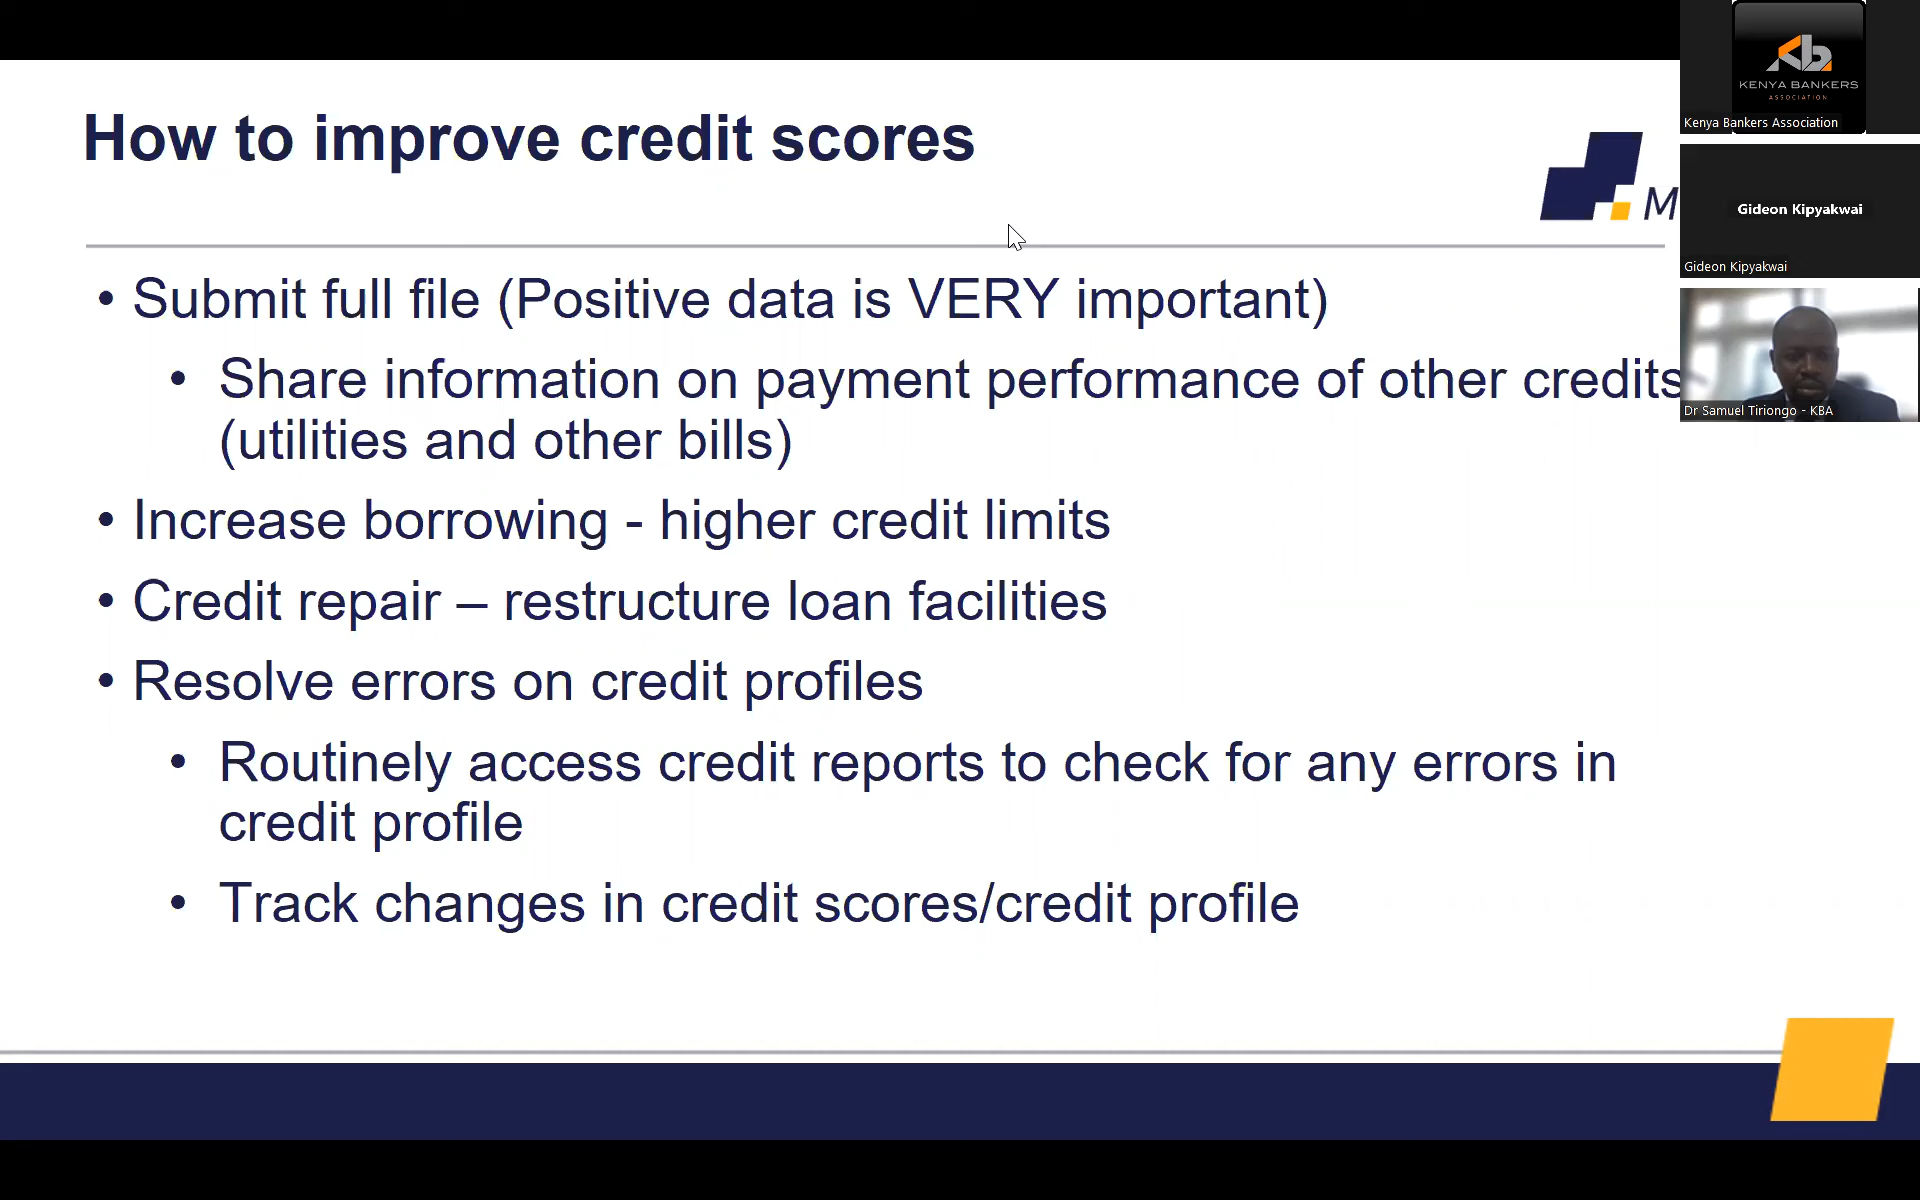 How to improve credit scores
M
• Submit full file (Positive data is VERY important)
• Share information on payment performance of other credits
(utilities and other bills)
• Increase borrowing - higher credit limits
• Credit repair – restructure loan facilities
• Resolve errors on credit profiles
• Routinely access credit reports to check for any errors in
credit profile
• Track changes in credit scores/credit profile
kb
KENYA BANKERS
ASSOCIATION
Kenya Bankers Association
Gideon Kipyakwai
Gideon Kipyakwai
Dr Samuel Tiriongo - KBA